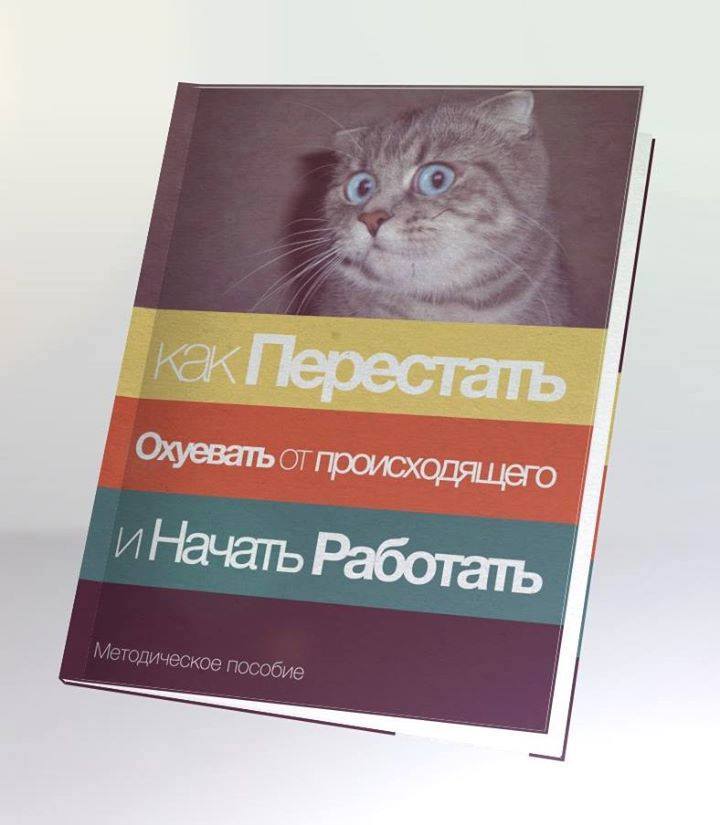 как Перестать
Охуевать от происходящего
и Начать Работать
Методическое пособие